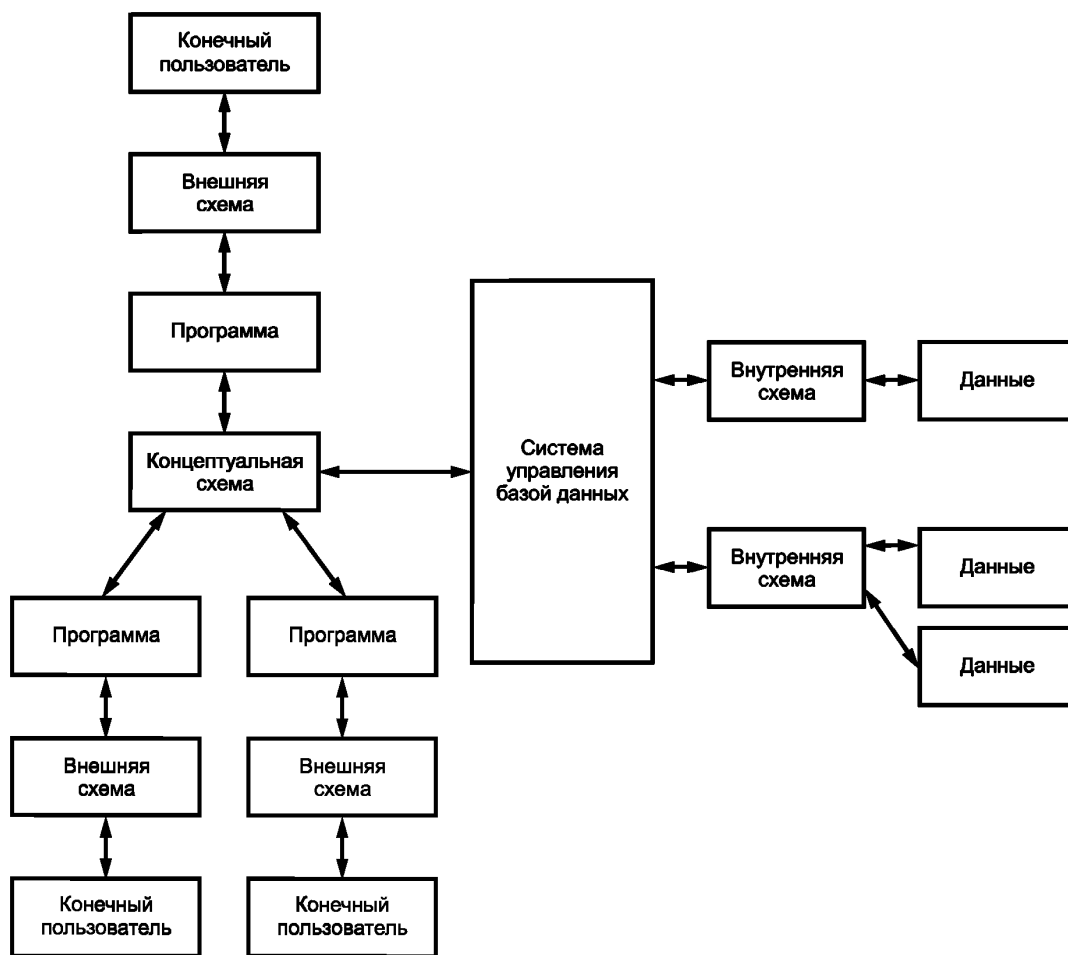 Конечный
пользователь
Внешняя
схема
Программа
Концептуальная
схема
Программа
Программа
Внешняя
схема
Внешняя
схема
Конечный
пользователь
Конечный
пользователь
Система
управления
базой данных
Внутренняя
схема
Данные
Внутренняя
схема
Данные
Данные